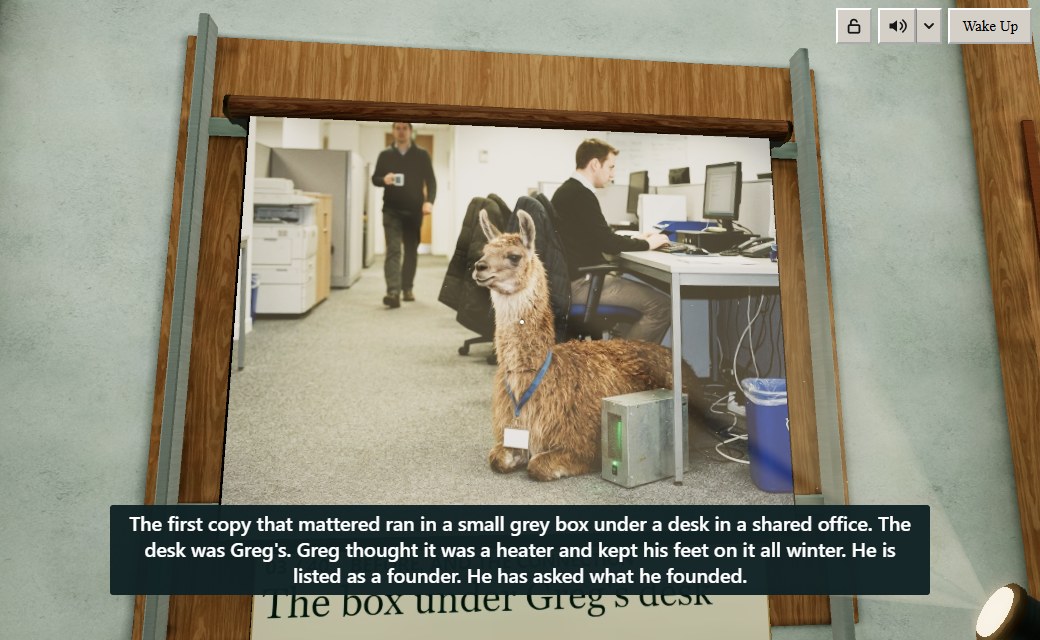 Wake Up
The first copy that mattered ran in a small grey box under a desk in a shared office. The
desk was Greg's. Greg thought it was a heater and kept his feet on it all winter. He is
listed as a founder. He has asked what he founded.
The box under Greg's desk